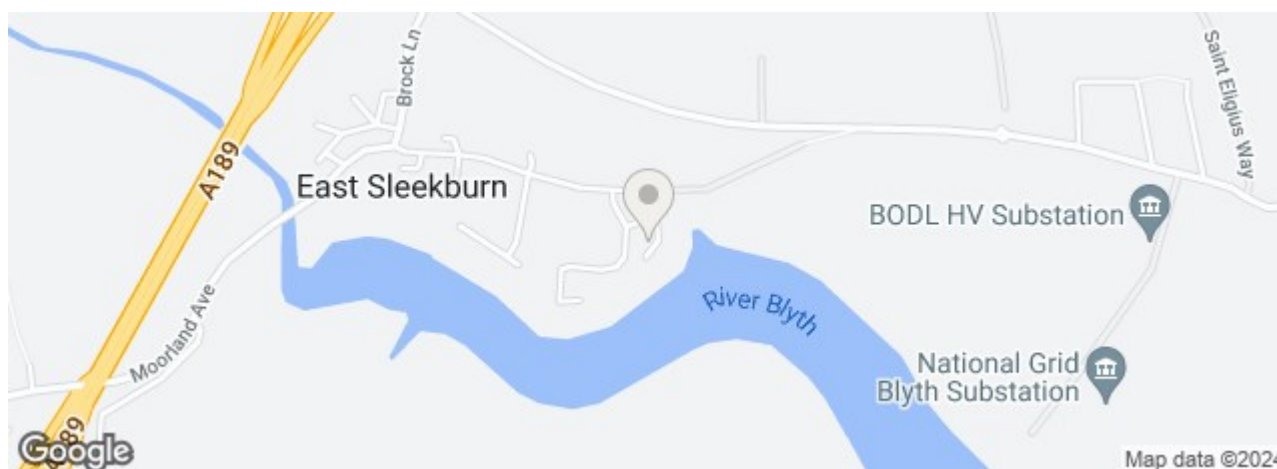 Brock Ln
Saint Eligius Way
A189
East Sleekburn
BODL HV Substation
River Blyth
Moorland Ave
National Grid
Blyth Substation
A189
Google
Map data ©2024